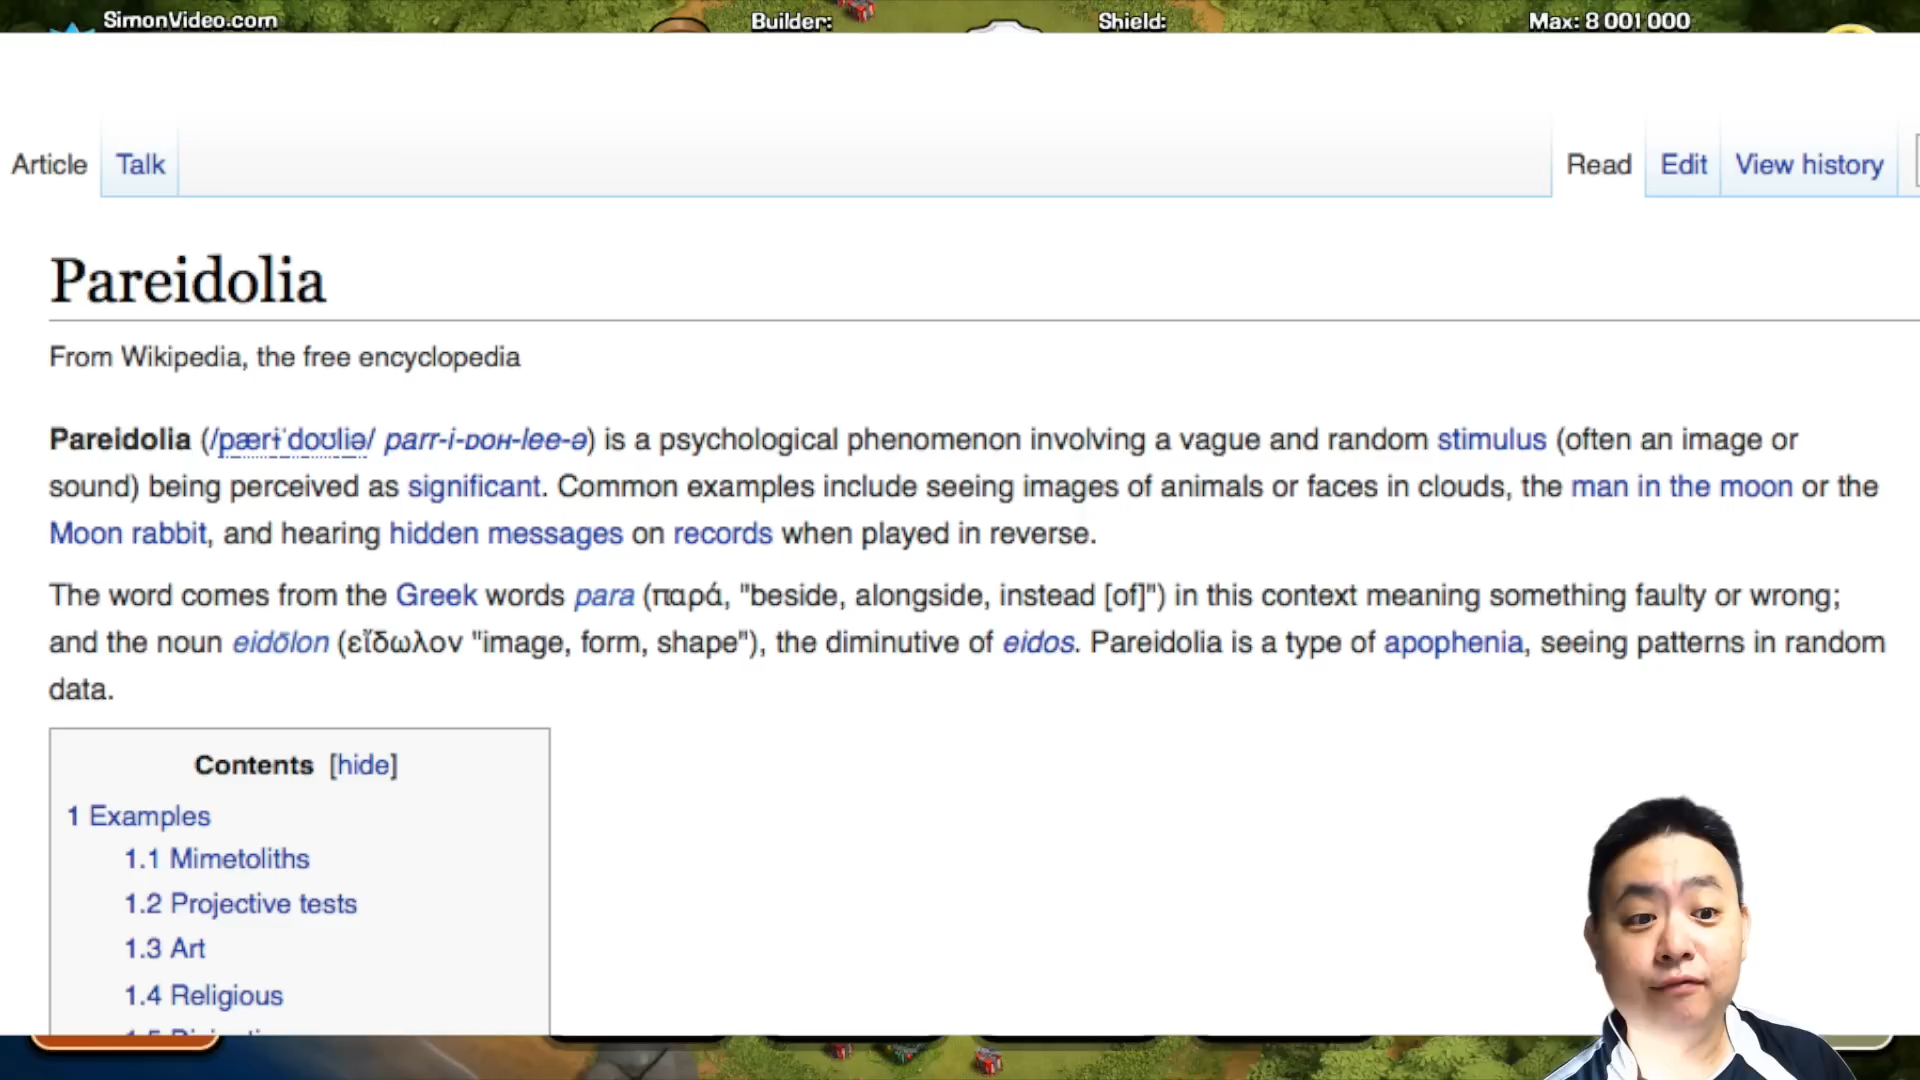 SimonVideo.com Builder: Shield: Max: 8 001 000
Article Talk Read Edit View history
Pareidolia
From Wikipedia, the free encyclopedia
Pareidolia (/pærɨˈdoʊliə/ parr-i-DOH-lee-ə) is a psychological phenomenon involving a vague and random stimulus (often an image or
sound) being perceived as significant. Common examples include seeing images of animals or faces in clouds, the man in the moon or the
Moon rabbit, and hearing hidden messages on records when played in reverse.
The word comes from the Greek words para (παρά, "beside, alongside, instead [of]") in this context meaning something faulty or wrong;
and the noun eidōlon (εἴδωλον "image, form, shape"), the diminutive of eidos. Pareidolia is a type of apophenia, seeing patterns in random
data.
Contents [hide]
1 Examples
1.1 Mimetoliths
1.2 Projective tests
1.3 Art
1.4 Religious